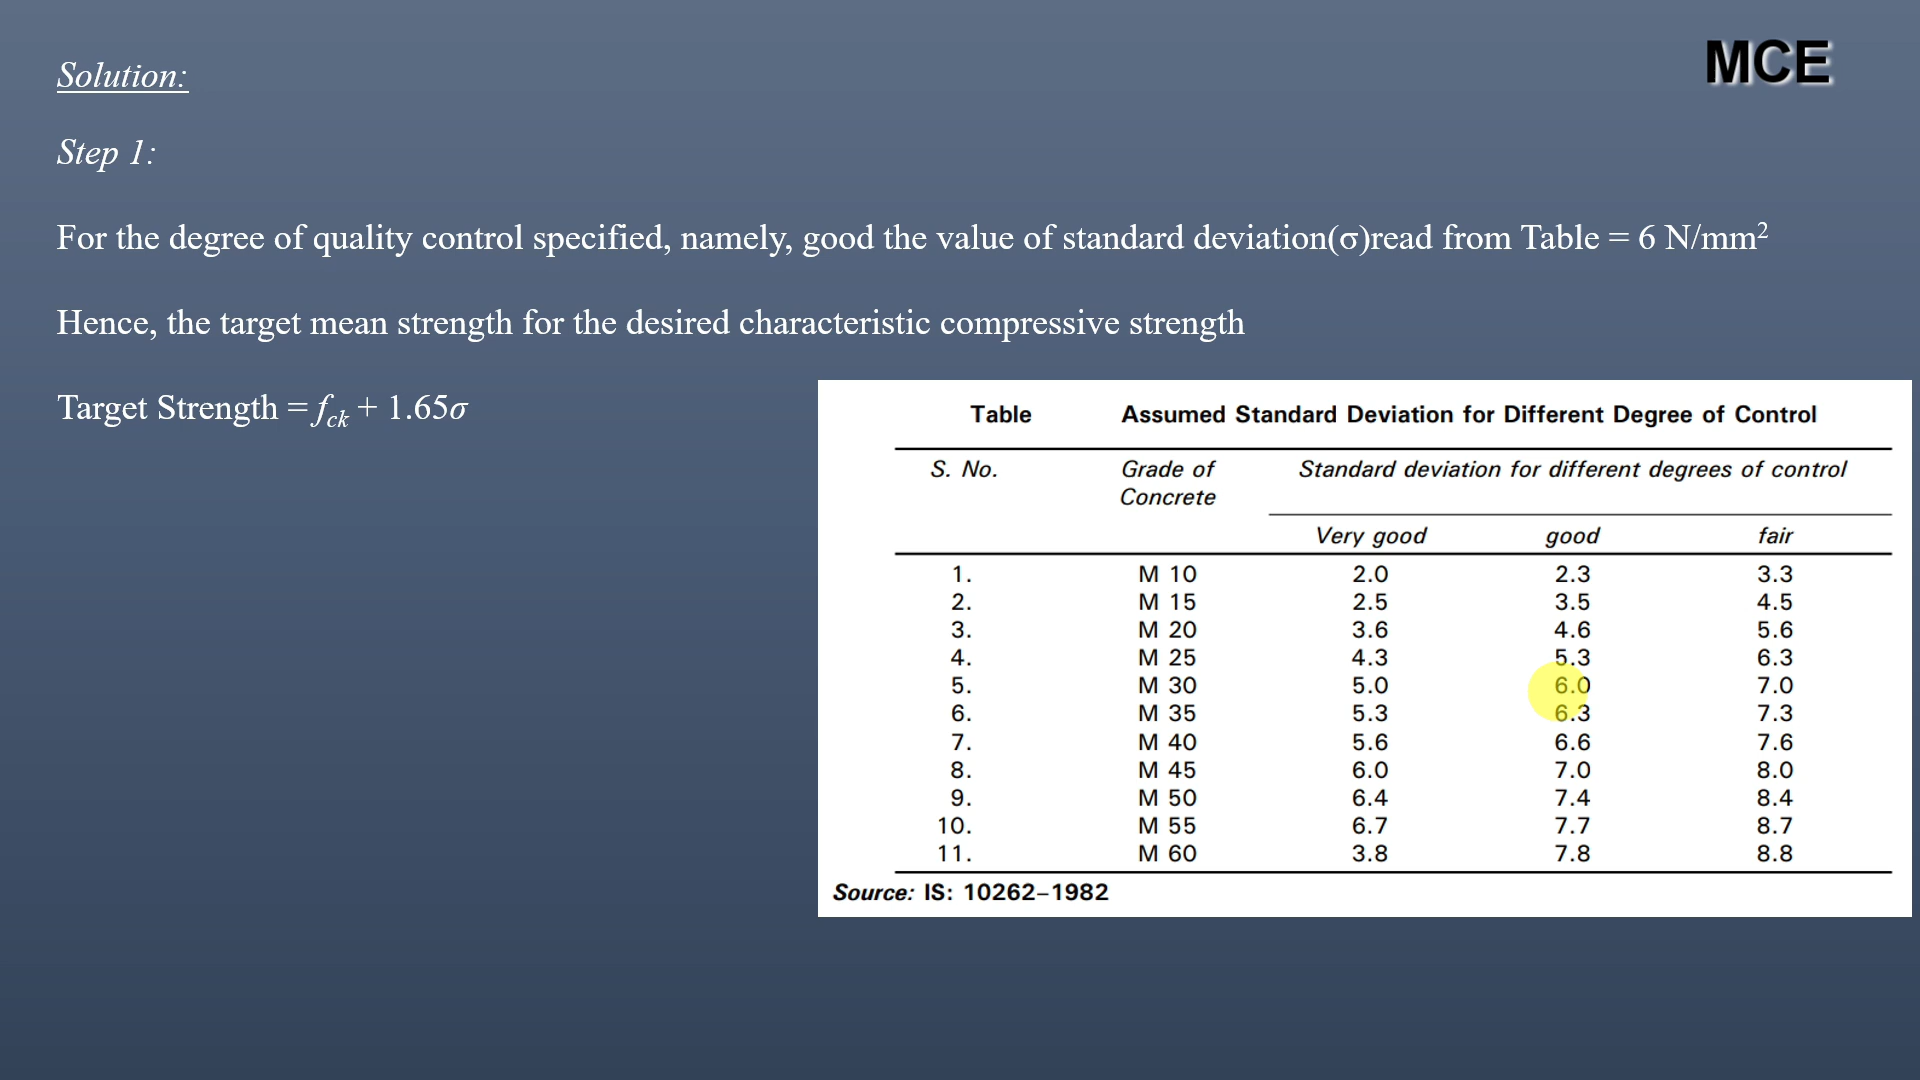 MCE
Solution:
Step 1:
For the degree of quality control specified, namely, good the value of standard deviation(σ)read from Table = 6 N/mm²
Hence, the target mean strength for the desired characteristic compressive strength
Target Strength = fck + 1.65σ
Table Assumed Standard Deviation for Different Degree of Control
S. No. Grade of Standard deviation for different degrees of control
Concrete
Very good good fair
1. M 10 2.0 2.3 3.3
2. M 15 2.5 3.5 4.5
3. M 20 3.6 4.6 5.6
4. M 25 4.3 5.3 6.3
5. M 30 5.0 6.0 7.0
6. M 35 5.3 6.3 7.3
7. M 40 5.6 6.6 7.6
8. M 45 6.0 7.0 8.0
9. M 50 6.4 7.4 8.4
10. M 55 6.7 7.7 8.7
11. M 60 3.8 7.8 8.8
Source: IS: 10262–1982